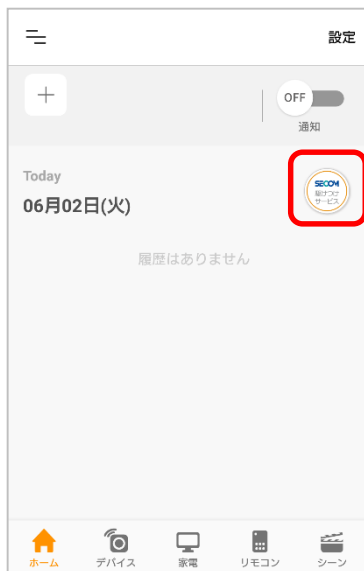 設定
OFF
通知
Today
SECOM
駆けつけ
サービス
06月02日(火)
履歴はありません
ホーム
デバイス
家電
リモコン
シーン